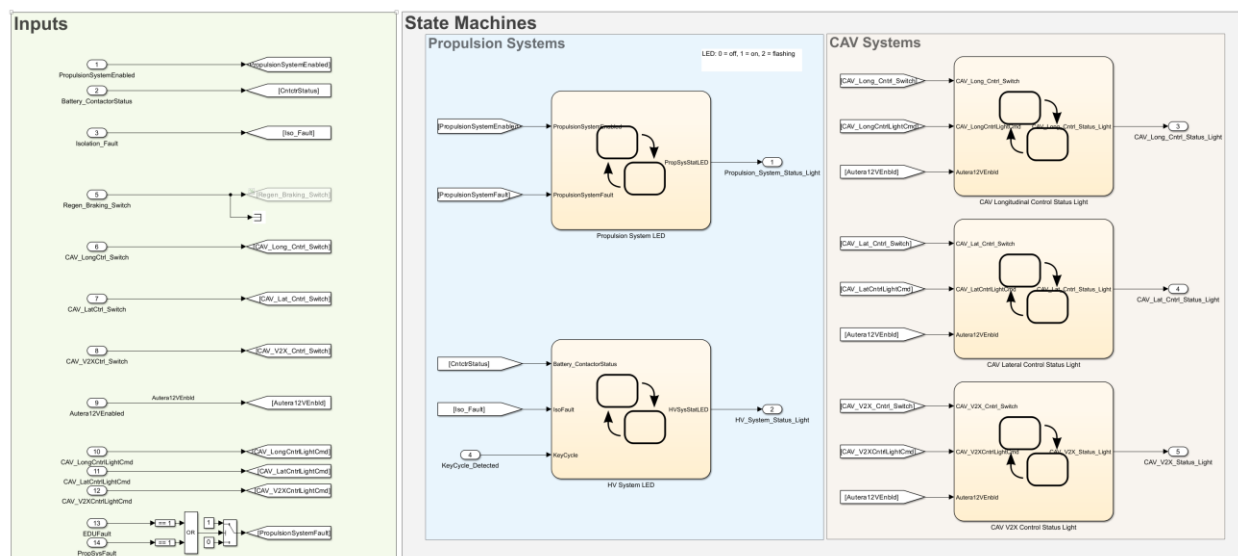 Inputs
1
[PropulsionSystemEnabled]
PropulsionSystemEnabled
2
[CntctrStatus]
Battery_ContactorStatus
3
[Iso_Fault]
Isolation_Fault
5
[Regen_Braking_Switch]
Regen_Braking_Switch
6
[CAV_Long_Cntrl_Switch]
CAV_LongCtrl_Switch
7
[CAV_Lat_Cntrl_Switch]
CAV_LatCtrl_Switch
8
[CAV_V2X_Cntrl_Switch]
CAV_V2XCtrl_Switch
9
Autera12VEnbld
[Autera12VEnbld]
Autera12VEnabled
10
[CAV_LongCntrlLightCmd]
CAV_LongCntrlLightCmd
11
[CAV_LatCntrlLightCmd]
CAV_LatCntrlLightCmd
12
[CAV_V2XCntrlLightCmd]
CAV_V2XCntrlLightCmd
13
== 1
EDUFault
14
== 1
PropSysFault
OR
1
0
[PropulsionSystemFault]
State Machines
Propulsion Systems
LED: 0 = off, 1 = on, 2 = flashing
[PropulsionSystemEnabled]
PropulsionSystemEnabled
PropSysStatLED
1
Propulsion_System_Status_Light
[PropulsionSystemFault]
PropulsionSystemFault
Propulsion System LED
[CntctrStatus]
Battery_ContactorStatus
[Iso_Fault]
IsoFault
HVSysStatLED
2
HV_System_Status_Light
4
KeyCycle
KeyCycle_Detected
HV System LED
CAV Systems
[CAV_Long_Cntrl_Switch]
CAV_Long_Cntrl_Switch
[CAV_LongCntrlLightCmd]
CAV_LongCntrlLightCmd
CAV_Long_Cntrl_Status_Light
3
CAV_Long_Cntrl_Status_Light
[Autera12VEnbld]
Autera12VEnbld
CAV Longitudinal Control Status Light
[CAV_Lat_Cntrl_Switch]
CAV_Lat_Cntrl_Switch
[CAV_LatCntrlLightCmd]
CAV_LatCntrlLightCmd
CAV_Lat_Cntrl_Status_Light
4
CAV_Lat_Cntrl_Status_Light
[Autera12VEnbld]
Autera12VEnbld
CAV Lateral Control Status Light
[CAV_V2X_Cntrl_Switch]
CAV_V2X_Cntrl_Switch
[CAV_V2XCntrlLightCmd]
CAV_V2XCntrlLightCmd
CAV_V2X_Status_Light
5
CAV_V2X_Status_Light
[Autera12VEnbld]
Autera12VEnbld
CAV V2X Control Status Light